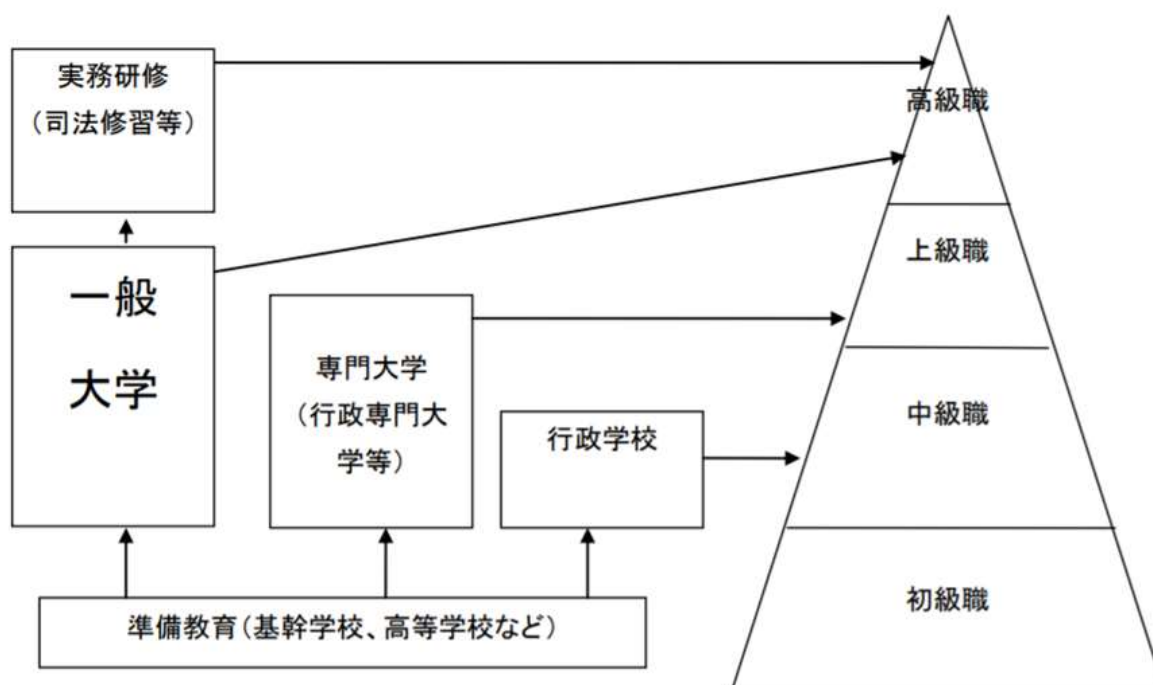 実務研修
（司法修習等）
高級職
一般
大学
上級職
専門大学
（行政専門大
学等）
行政学校
中級職
初級職
準備教育（基幹学校、高等学校など）